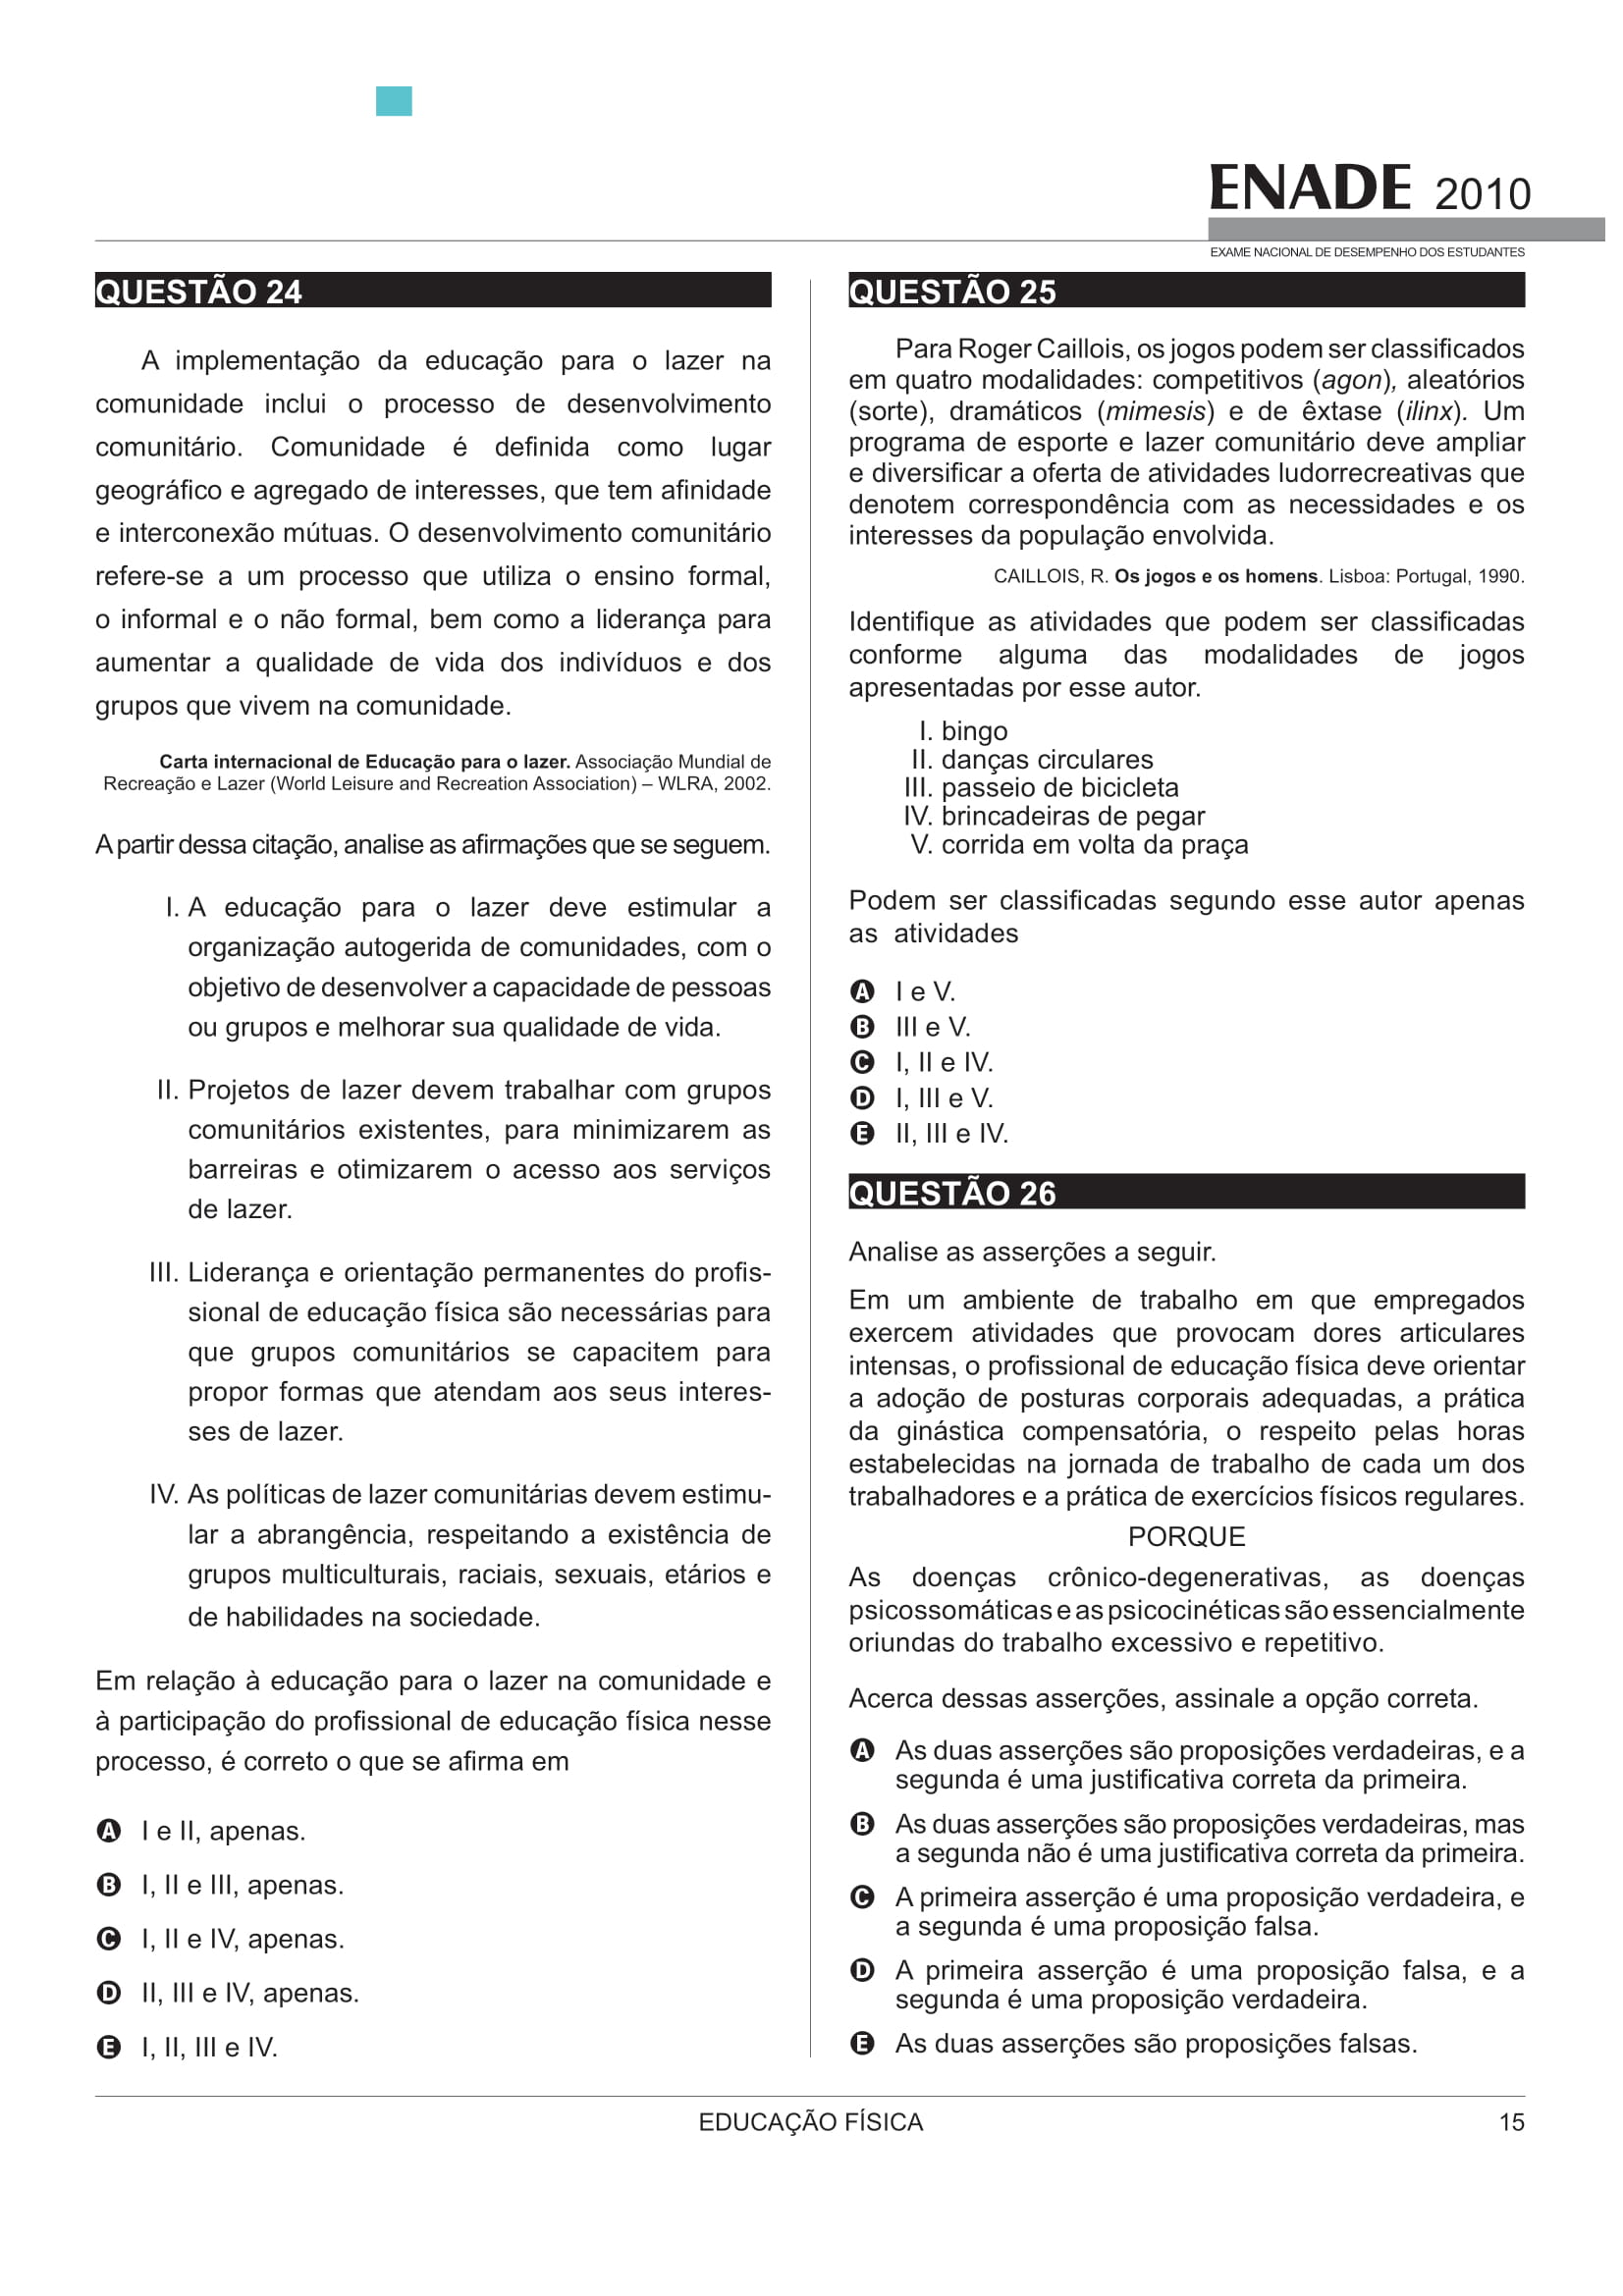 ENADE 2010
EXAME NACIONAL DE DESEMPENHO DOS ESTUDANTES
QUESTÃO 24
A implementação da educação para o lazer na
comunidade inclui o processo de desenvolvimento
comunitário. Comunidade é definida como lugar
geográfico e agregado de interesses, que tem afinidade
e interconexão mútuas. O desenvolvimento comunitário
refere-se a um processo que utiliza o ensino formal,
o informal e o não formal, bem como a liderança para
aumentar a qualidade de vida dos indivíduos e dos
grupos que vivem na comunidade.
Carta internacional de Educação para o lazer. Associação Mundial de
Recreação e Lazer (World Leisure and Recreation Association) – WLRA, 2002.
A partir dessa citação, analise as afirmações que se seguem.
I. A educação para o lazer deve estimular a
organização autogerida de comunidades, com o
objetivo de desenvolver a capacidade de pessoas
ou grupos e melhorar sua qualidade de vida.
II. Projetos de lazer devem trabalhar com grupos
comunitários existentes, para minimizarem as
barreiras e otimizarem o acesso aos serviços
de lazer.
III. Liderança e orientação permanentes do profis-
sional de educação física são necessárias para
que grupos comunitários se capacitem para
propor formas que atendam aos seus interes-
ses de lazer.
IV. As políticas de lazer comunitárias devem estimu-
lar a abrangência, respeitando a existência de
grupos multiculturais, raciais, sexuais, etários e
de habilidades na sociedade.
Em relação à educação para o lazer na comunidade e
à participação do profissional de educação física nesse
processo, é correto o que se afirma em
A I e II, apenas.
B I, II e III, apenas.
C I, II e IV, apenas.
D II, III e IV, apenas.
E I, II, III e IV.
QUESTÃO 25
Para Roger Caillois, os jogos podem ser classificados
em quatro modalidades: competitivos (agon), aleatórios
(sorte), dramáticos (mimesis) e de êxtase (ilinx). Um
programa de esporte e lazer comunitário deve ampliar
e diversificar a oferta de atividades ludorrecreativas que
denotem correspondência com as necessidades e os
interesses da população envolvida.
CAILLOIS, R. Os jogos e os homens. Lisboa: Portugal, 1990.
Identifique as atividades que podem ser classificadas
conforme alguma das modalidades de jogos
apresentadas por esse autor.
I. bingo
II. danças circulares
III. passeio de bicicleta
IV. brincadeiras de pegar
V. corrida em volta da praça
Podem ser classificadas segundo esse autor apenas
as atividades
A I e V.
B III e V.
C I, II e IV.
D I, III e V.
E II, III e IV.
QUESTÃO 26
Analise as asserções a seguir.
Em um ambiente de trabalho em que empregados
exercem atividades que provocam dores articulares
intensas, o profissional de educação física deve orientar
a adoção de posturas corporais adequadas, a prática
da ginástica compensatória, o respeito pelas horas
estabelecidas na jornada de trabalho de cada um dos
trabalhadores e a prática de exercícios físicos regulares.
PORQUE
As doenças crônico-degenerativas, as doenças
psicossomáticas e as psicocinéticas são essencialmente
oriundas do trabalho excessivo e repetitivo.
Acerca dessas asserções, assinale a opção correta.
A As duas asserções são proposições verdadeiras, e a
segunda é uma justificativa correta da primeira.
B As duas asserções são proposições verdadeiras, mas
a segunda não é uma justificativa correta da primeira.
C A primeira asserção é uma proposição verdadeira, e
a segunda é uma proposição falsa.
D A primeira asserção é uma proposição falsa, e a
segunda é uma proposição verdadeira.
E As duas asserções são proposições falsas.
EDUCAÇÃO FÍSICA
15